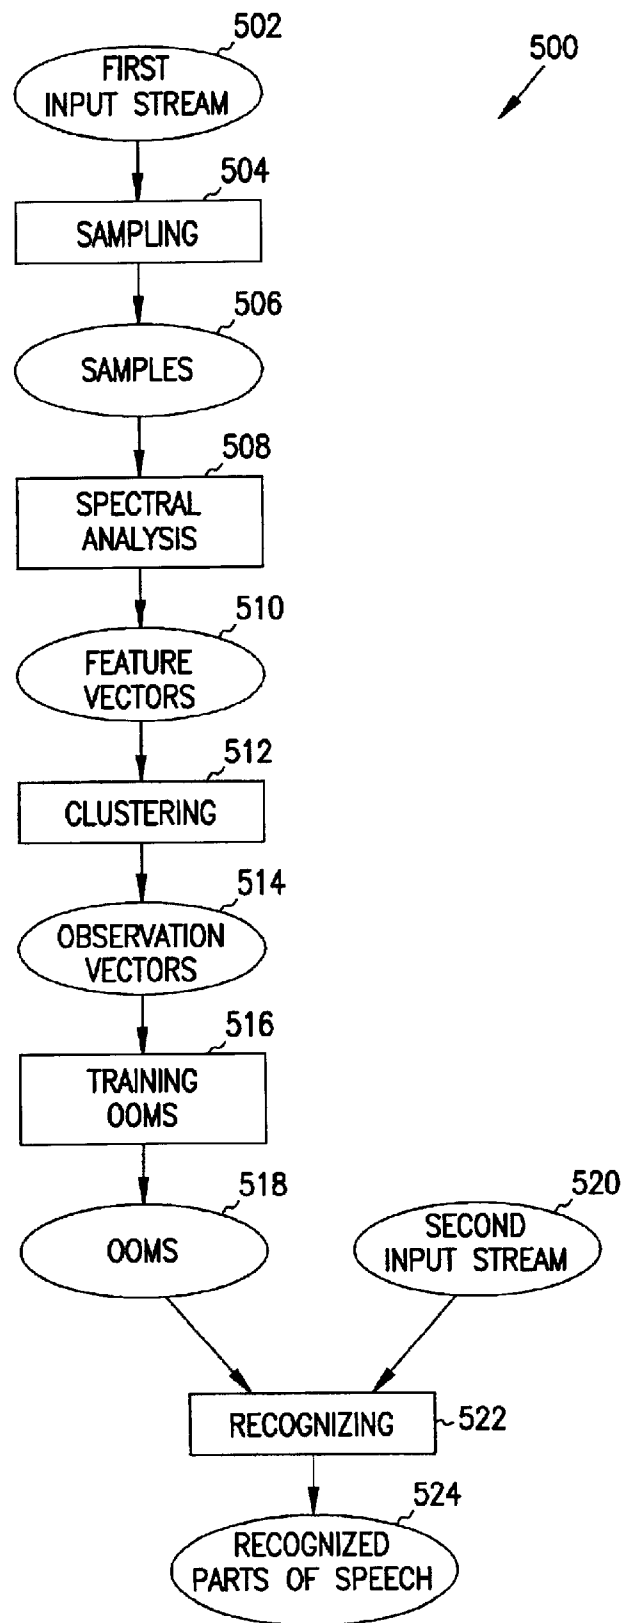 502
FIRST
INPUT STREAM
500
504
SAMPLING
506
SAMPLES
508
SPECTRAL
ANALYSIS
510
FEATURE
VECTORS
512
CLUSTERING
514
OBSERVATION
VECTORS
516
TRAINING
OOMS
518
OOMS
520
SECOND
INPUT STREAM
RECOGNIZING
522
524
RECOGNIZED
PARTS OF SPEECH